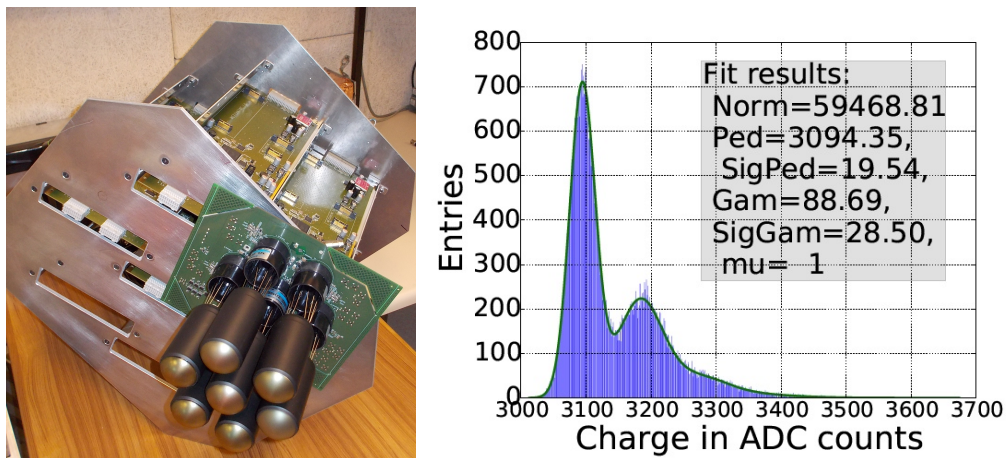 800
700
600
500
400
300
200
100
0
Entries
Fit results:
Norm=59468.81
Ped=3094.35,
SigPed=19.54,
Gam=88.69,
SigGam=28.50,
mu= 1
3000 3100 3200 3300 3400 3500 3600 3700
Charge in ADC counts